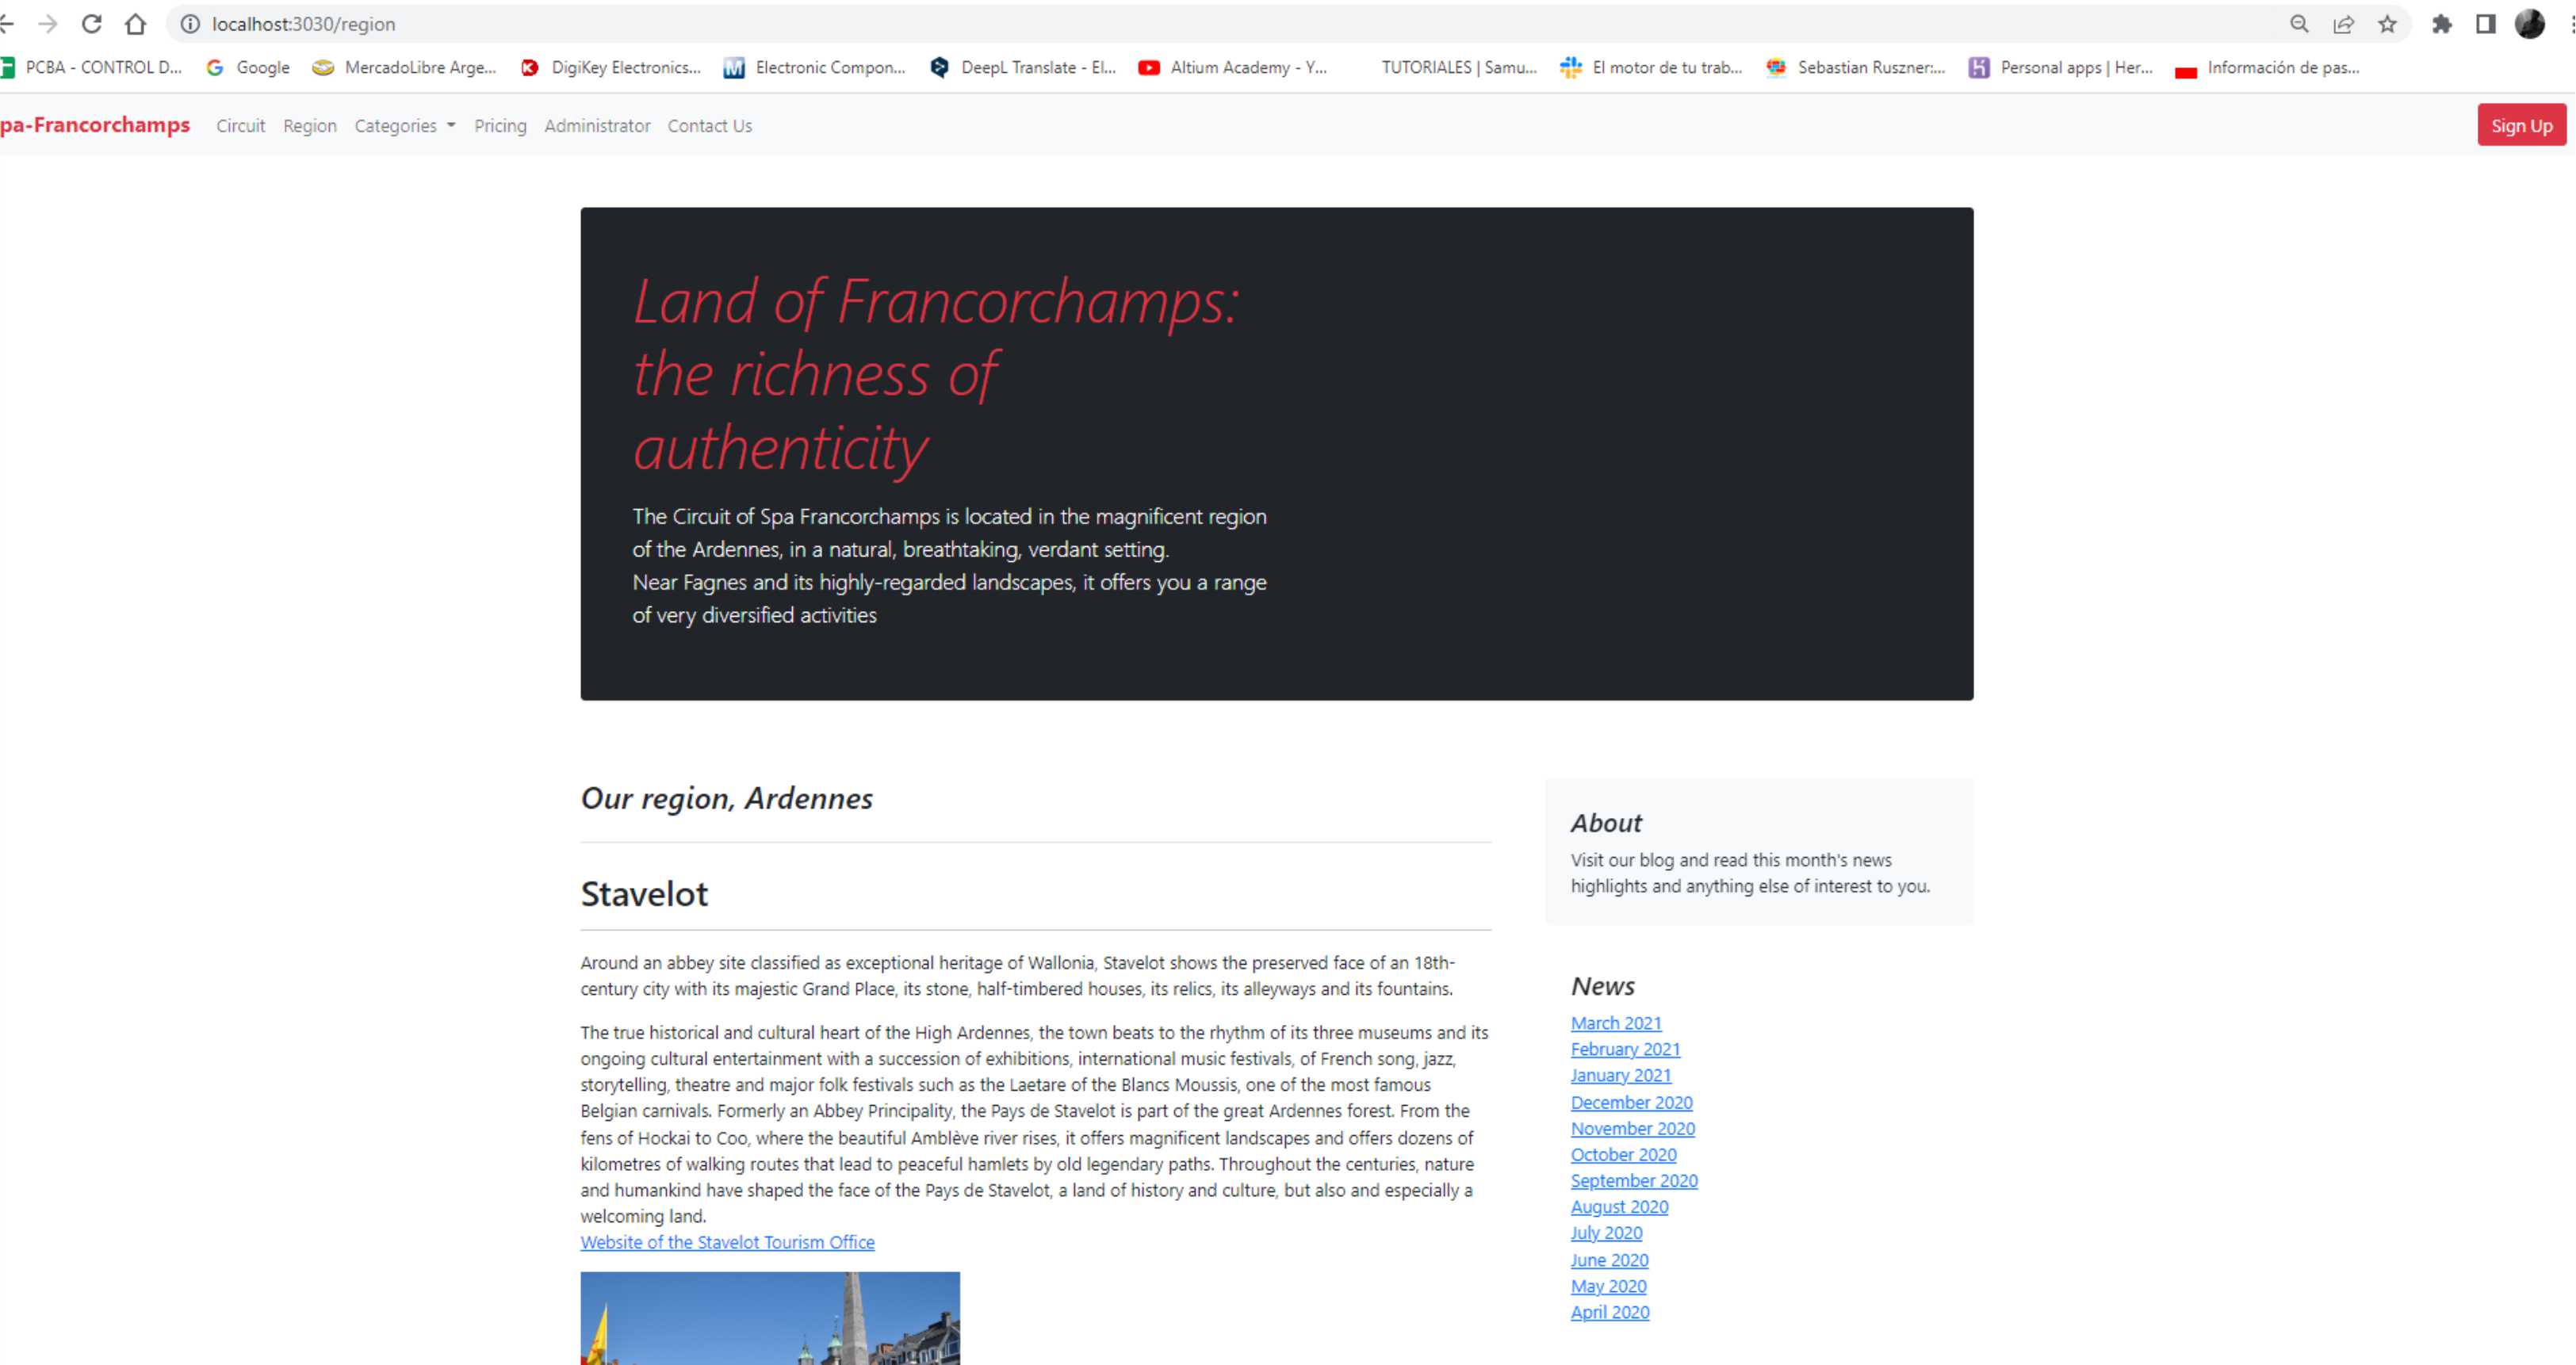 localhost:3030/region
PCBA - CONTROL D... Google MercadoLibre Arge... DigiKey Electronics... Electronic Compon... DeepL Translate - El... Altium Academy - Y... TUTORIALES | Samu... El motor de tu trab... Sebastian Ruszner:... Personal apps | Her... Información de pas...
pa-Francorchamps Circuit Region Categories Pricing Administrator Contact Us Sign Up
Land of Francorchamps:
the richness of
authenticity
The Circuit of Spa Francorchamps is located in the magnificent region
of the Ardennes, in a natural, breathtaking, verdant setting.
Near Fagnes and its highly-regarded landscapes, it offers you a range
of very diversified activities
Our region, Ardennes
Stavelot
Around an abbey site classified as exceptional heritage of Wallonia, Stavelot shows the preserved face of an 18th-
century city with its majestic Grand Place, its stone, half-timbered houses, its relics, its alleyways and its fountains.
The true historical and cultural heart of the High Ardennes, the town beats to the rhythm of its three museums and its
ongoing cultural entertainment with a succession of exhibitions, international music festivals, of French song, jazz,
storytelling, theatre and major folk festivals such as the Laetare of the Blancs Moussis, one of the most famous
Belgian carnivals. Formerly an Abbey Principality, the Pays de Stavelot is part of the great Ardennes forest. From the
fens of Hockai to Coo, where the beautiful Amblève river rises, it offers magnificent landscapes and offers dozens of
kilometres of walking routes that lead to peaceful hamlets by old legendary paths. Throughout the centuries, nature
and humankind have shaped the face of the Pays de Stavelot, a land of history and culture, but also and especially a
welcoming land.
Website of the Stavelot Tourism Office
About
Visit our blog and read this month's news
highlights and anything else of interest to you.
News
March 2021
February 2021
January 2021
December 2020
November 2020
October 2020
September 2020
August 2020
July 2020
June 2020
May 2020
April 2020